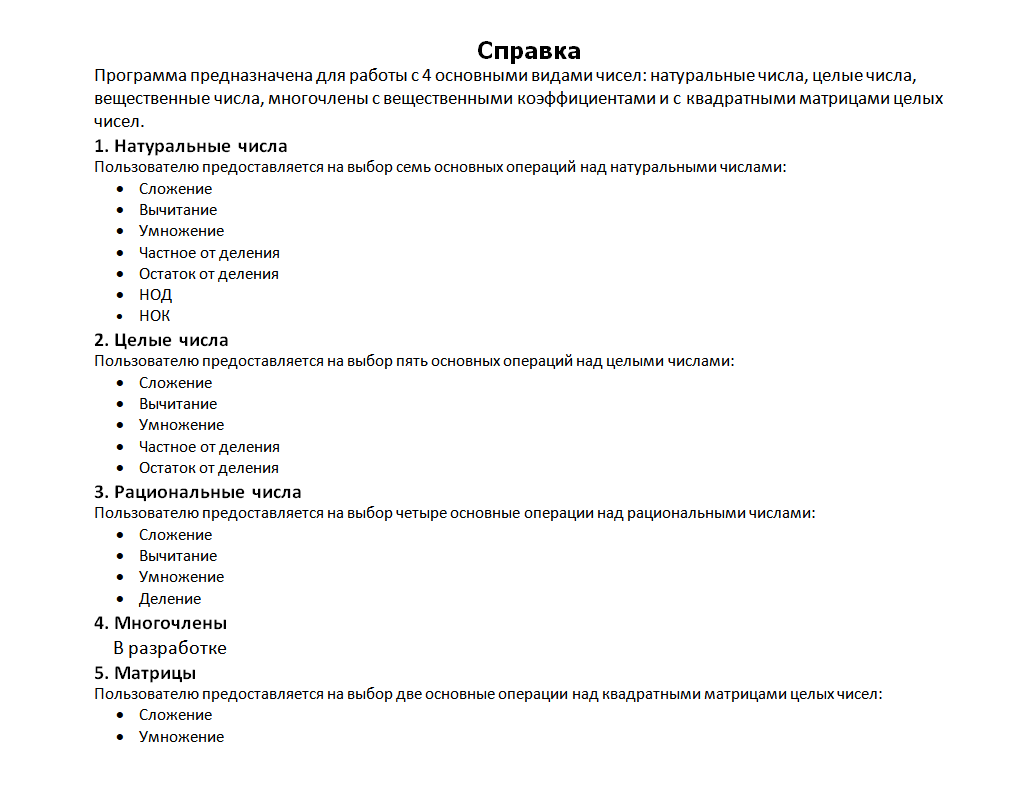 Справка
Программа предназначена для работы с 4 основными видами чисел: натуральные числа, целые числа,
вещественные числа, многочлены с вещественными коэффициентами и с квадратными матрицами целых
чисел.
1. Натуральные числа
Пользователю предоставляется на выбор семь основных операций над натуральными числами:
• Сложение
• Вычитание
• Умножение
• Частное от деления
• Остаток от деления
• НОД
• НОК
2. Целые числа
Пользователю предоставляется на выбор пять основных операций над целыми числами:
• Сложение
• Вычитание
• Умножение
• Частное от деления
• Остаток от деления
3. Рациональные числа
Пользователю предоставляется на выбор четыре основные операции над рациональными числами:
• Сложение
• Вычитание
• Умножение
• Деление
4. Многочлены
В разработке
5. Матрицы
Пользователю предоставляется на выбор две основные операции над квадратными матрицами целых чисел:
• Сложение
• Умножение